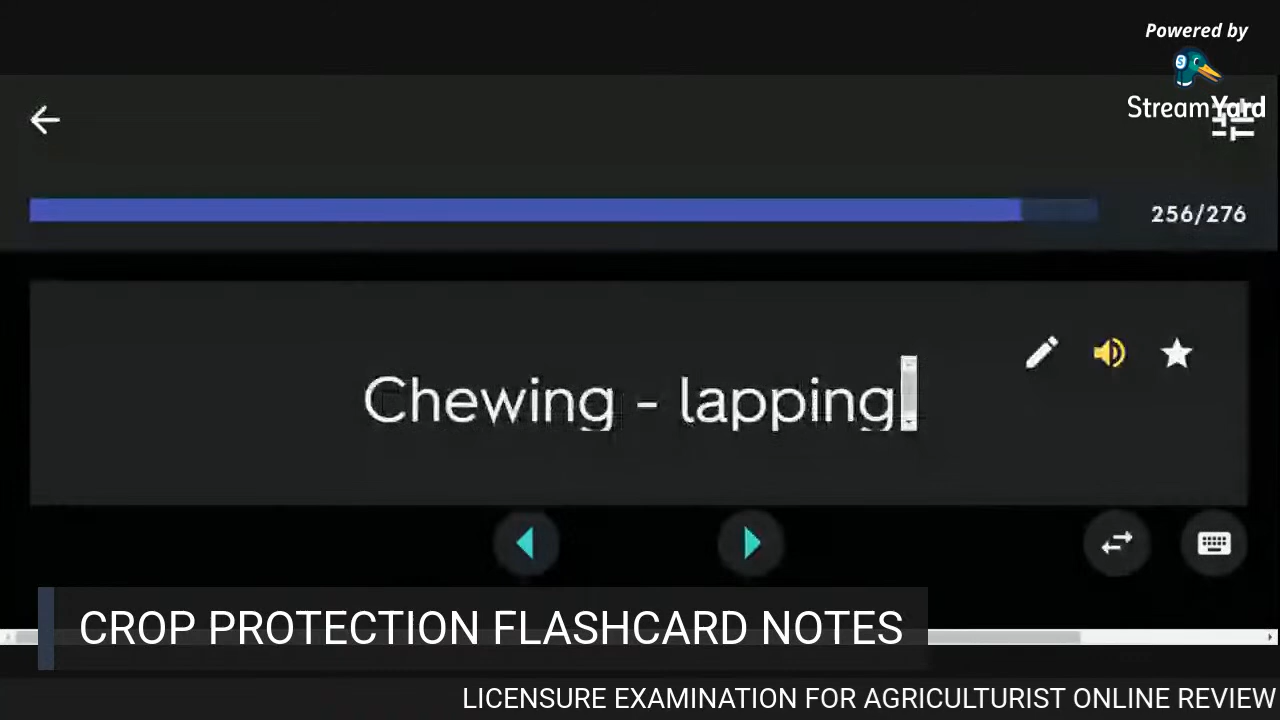 Powered by
StreamYard
256/276
Chewing - lapping
CROP PROTECTION FLASHCARD NOTES
LICENSURE EXAMINATION FOR AGRICULTURIST ONLINE REVIEW